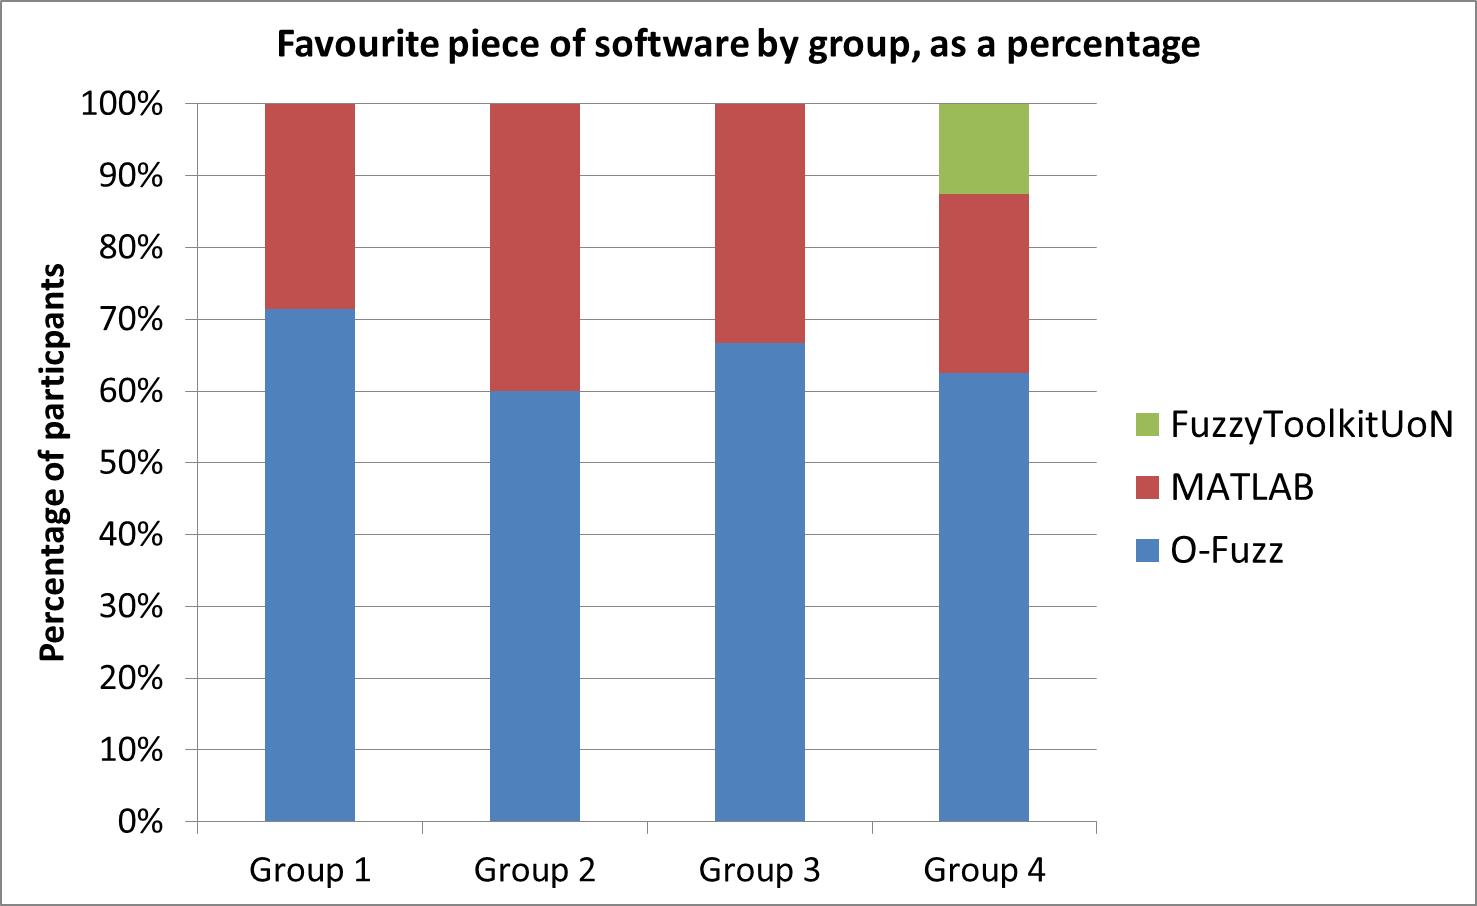 Favourite piece of software by group, as a percentage
Percentage of particpants
100%
90%
80%
70%
60%
50%
40%
30%
20%
10%
0%
Group 1
Group 2
Group 3
Group 4
FuzzyToolkitUoN
MATLAB
O-Fuzz